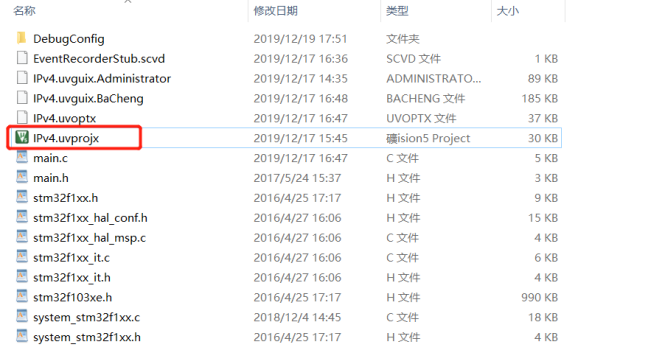 名称 修改日期 类型 大小
DebugConfig 2019/12/19 17:51 文件夹
EventRecorderStub.scvd 2019/12/17 16:36 SCVD 文件 1 KB
IPv4.uvguix.Administrator 2019/12/17 14:35 ADMINISTRATO... 89 KB
IPv4.uvguix.BaCheng 2019/12/17 16:48 BACHENG 文件 185 KB
IPv4.uvoptx 2019/12/17 16:47 UVOPTX 文件 37 KB
IPv4.uvprojx 2019/12/17 15:45 礦ision5 Project 30 KB
main.c 2019/12/17 16:47 C 文件 5 KB
main.h 2017/5/24 15:37 H 文件 3 KB
stm32f1xx.h 2016/4/25 17:17 H 文件 9 KB
stm32f1xx_hal_conf.h 2016/4/27 16:06 H 文件 15 KB
stm32f1xx_hal_msp.c 2016/4/27 16:06 C 文件 4 KB
stm32f1xx_it.c 2016/4/27 16:06 C 文件 6 KB
stm32f1xx_it.h 2016/4/27 16:06 H 文件 4 KB
stm32f103xe.h 2016/4/25 17:17 H 文件 990 KB
system_stm32f1xx.c 2018/12/4 14:45 C 文件 18 KB
system_stm32f1xx.h 2016/4/25 17:17 H 文件 4 KB